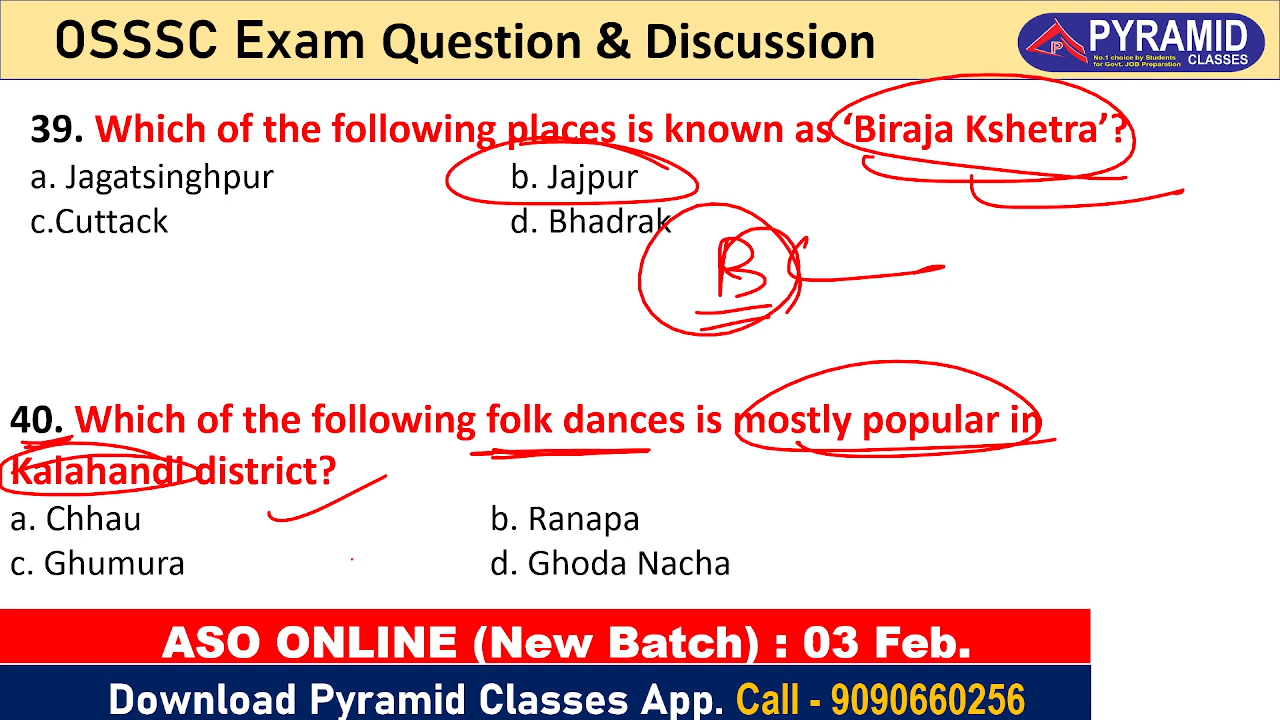 OSSSC Exam Question & Discussion
PYRAMID
CLASSES
No.1 choice by Students
for Govt. JOB Preparation
39. Which of the following places is known as ‘Biraja Kshetra’?
a. Jagatsinghpur b. Jajpur
c.Cuttack d. Bhadrak
B
40. Which of the following folk dances is mostly popular in
Kalahandi district?
a. Chhau b. Ranapa
c. Ghumura d. Ghoda Nacha
ASO ONLINE (New Batch) : 03 Feb.
Download Pyramid Classes App. Call - 9090660256